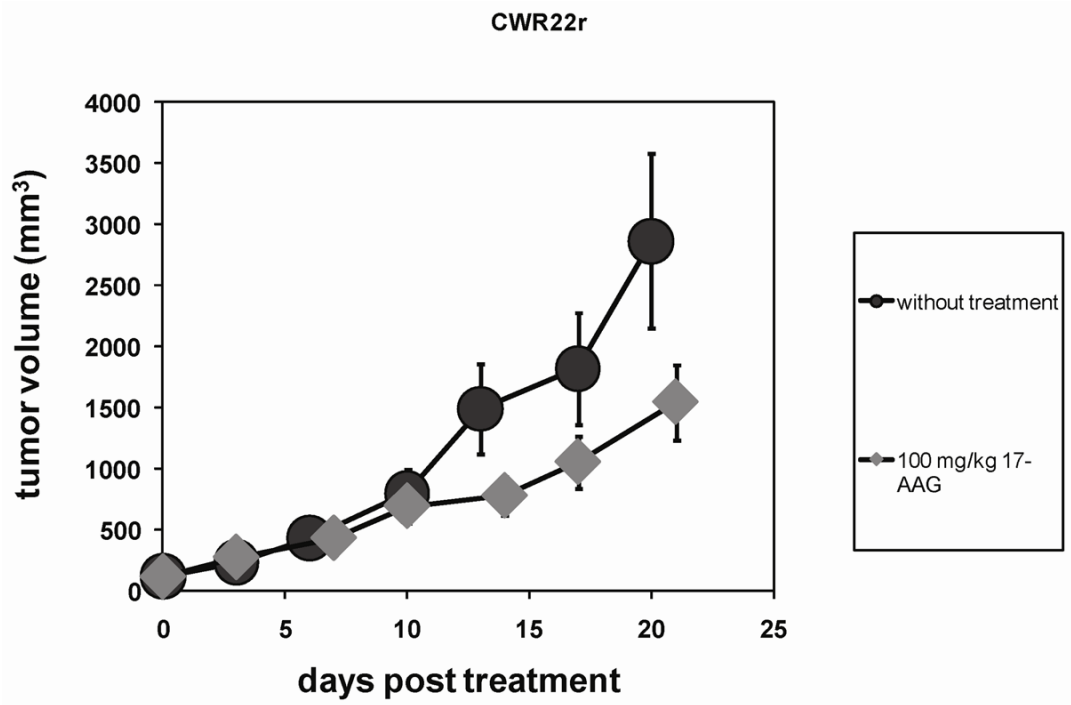 CWR22r
4000
3500
3000
2500
2000
1500
1000
500
0
tumor volume (mm³)
0 5 10 15 20 25
days post treatment
without treatment
100 mg/kg 17-
AAG